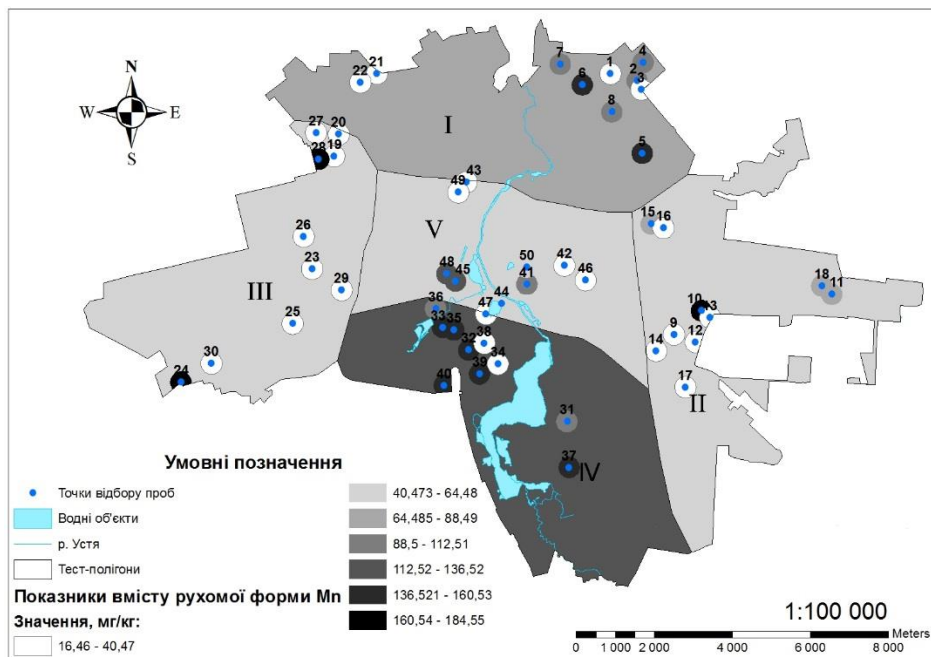 N
W E
S
I
II
III
IV
V
21
22
7
6
1
4
2
3
8
5
27
20
28
19
43
49
26
23
29
25
30
24
48
45
50
41
42
46
44
47
36
33
35
32
38
34
39
40
31
37
15
16
18
11
10
13
9
12
14
17
Умовні позначення
Точки відбору проб
Водні об'єкти
р. Устя
Тест-полігони
Показники вмісту рухомої форми Mn
Значення, мг/кг:
16,46 - 40,47
40,473 - 64,48
64,485 - 88,49
88,5 - 112,51
112,52 - 136,52
136,521 - 160,53
160,54 - 184,55
1:100 000
Meters
0 2 000 4 000 6 000 8 000